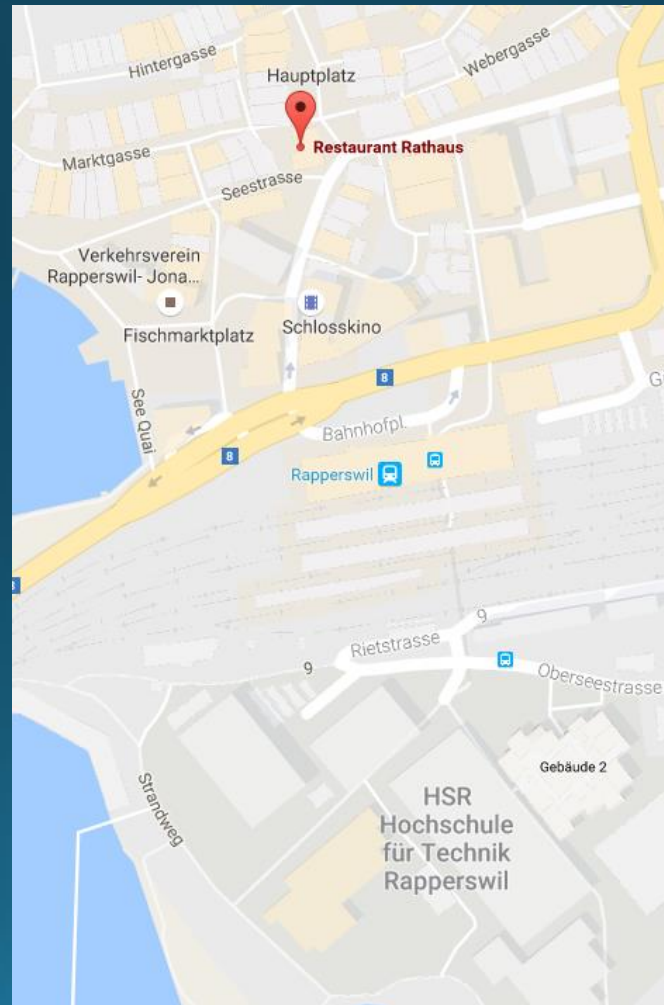 Hintergasse
Webergasse
Hauptplatz
Marktgasse
Restaurant Rathaus
Seestrasse
Verkehrsverein
Rapperswil- Jona...
Fischmarktplatz
Schlosskino
8
See Quai
Bahnhofpl.
8
Rapperswil
9
Rietstrasse
9
Oberseestrasse
Gebäude 2
HSR
Hochschule
für Technik
Rapperswil
Strandweg